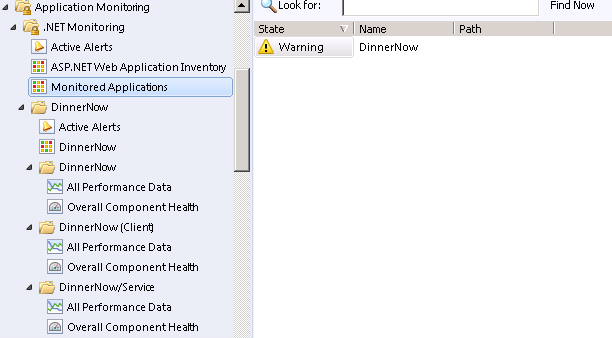 Application Monitoring
.NET Monitoring
Active Alerts
ASP.NET Web Application Inventory
Monitored Applications
DinnerNow
Active Alerts
DinnerNow
DinnerNow
All Performance Data
Overall Component Health
DinnerNow (Client)
All Performance Data
Overall Component Health
DinnerNow/Service
All Performance Data
Overall Component Health
Look for: Find Now
State Name Path
Warning DinnerNow